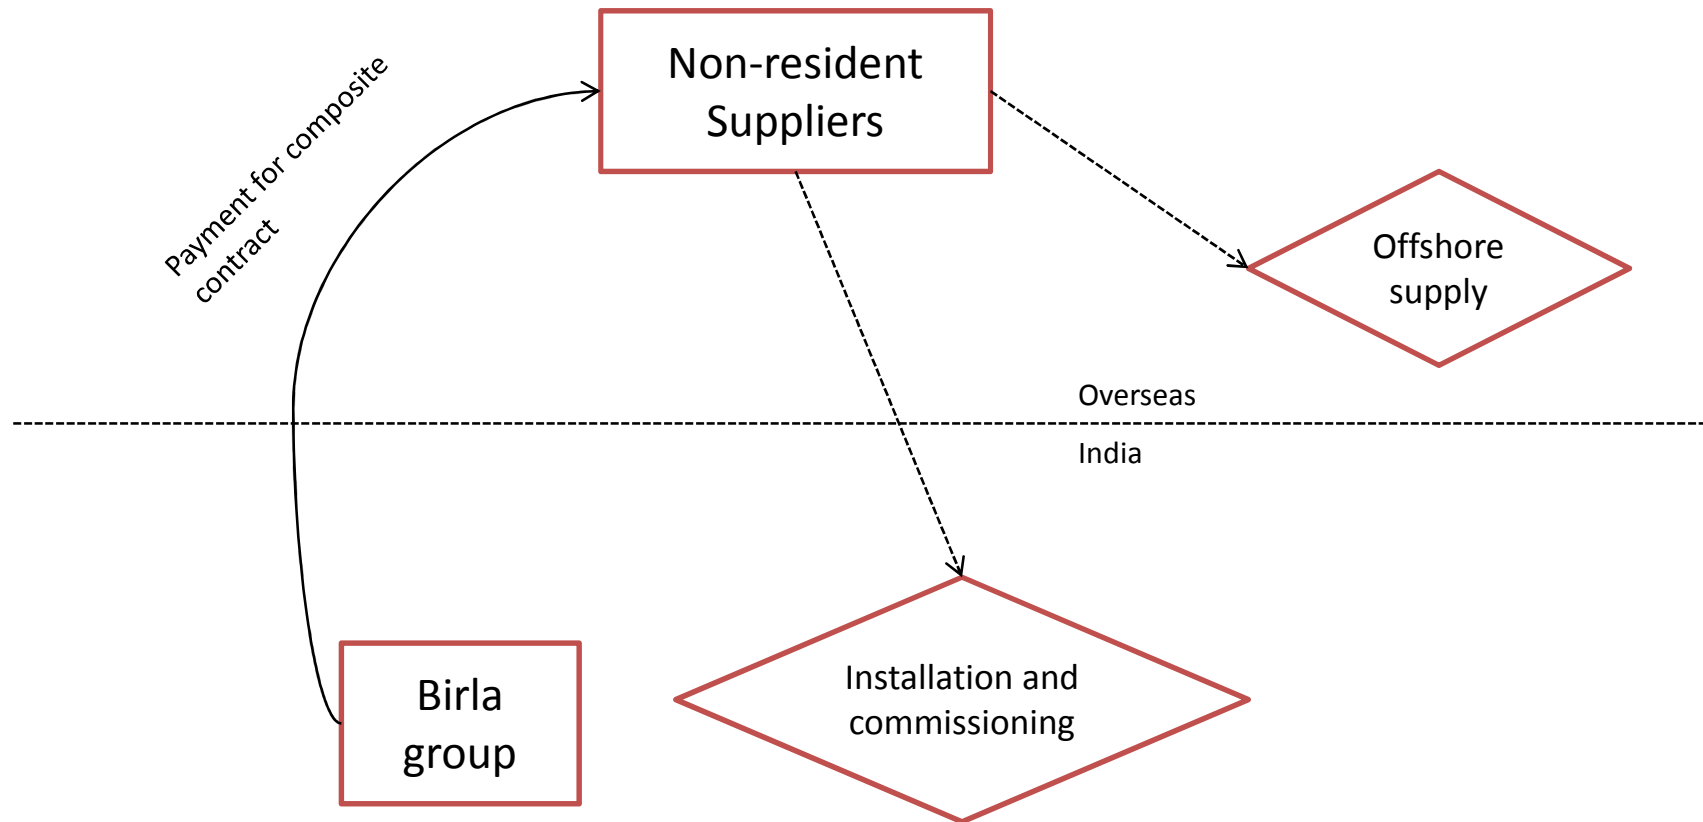 Non-resident
Suppliers
Payment for composite
contract
Offshore
supply
Overseas
India
Birla
group
Installation and
commissioning